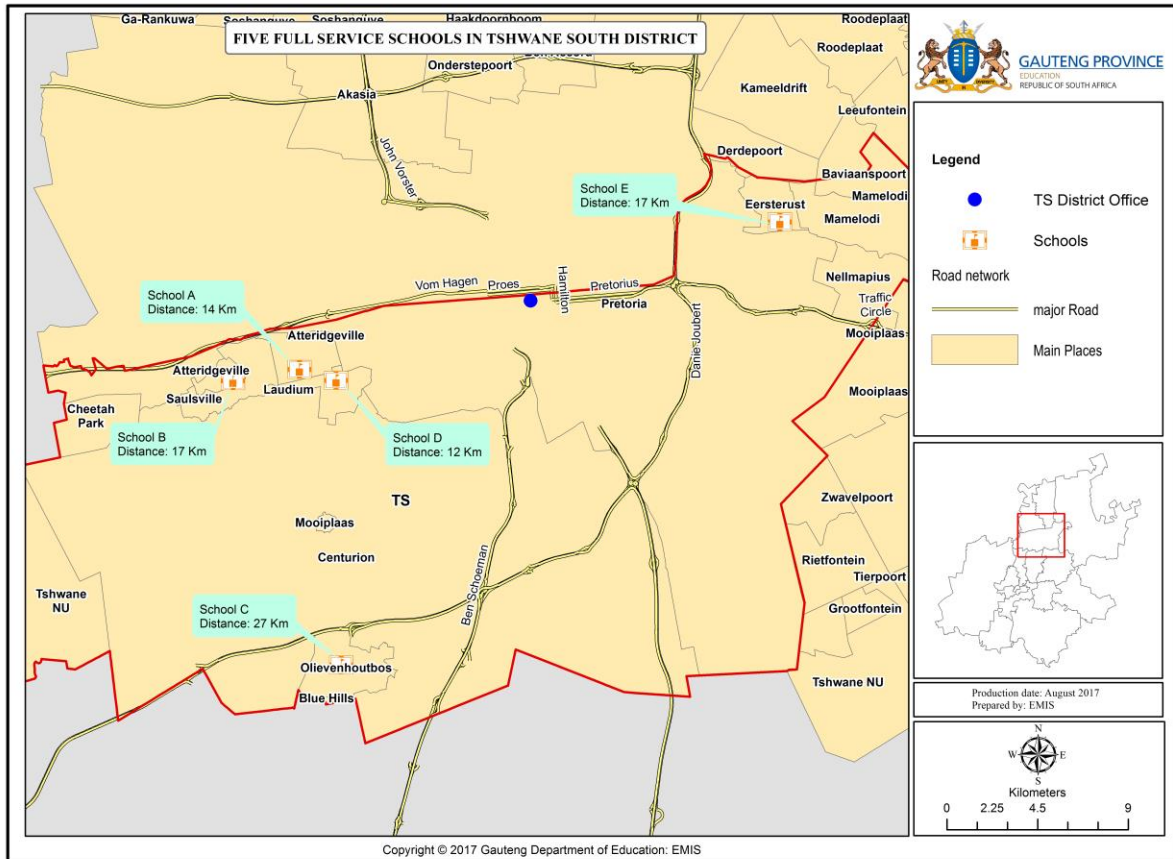 FIVE FULL SERVICE SCHOOLS IN TSHWANE SOUTH DISTRICT
Ga-Rankuwa
Soshanguve
Soshanguve
Haakdoornboom
Roodeplaat
Onderstepoort
Roodeplaat
Akasia
Kameeldrift
Leeufontein
John Vorster
Derdepoort
Baviaanspoort
School E
Distance: 17 Km
Eersterust
Mamelodi
Mamelodi
Nellmapius
Vom Hagen
Proes
Hamilton
Pretorius
Pretoria
Traffic
Circle
Mooiplaas
School A
Distance: 14 Km
Atteridgeville
Danie Joubert
Atteridgeville
Laudium
Saulsville
Cheetah
Park
Mooiplaas
School B
Distance: 17 Km
School D
Distance: 12 Km
TS
Zwavelpoort
Mooiplaas
Centurion
Rietfontein
Tierpoort
Ben Schoeman
Tshwane
NU
Grootfontein
School C
Distance: 27 Km
Olievenhoutbos
Blue Hills
Tshwane NU
UNITY IN DIVERSITY
GAUTENG PROVINCE
EDUCATION
REPUBLIC OF SOUTH AFRICA
Legend
TS District Office
Schools
Road network
major Road
Main Places
Production date: August 2017
Prepared by: EMIS
N
W E
S
Kilometers
0 2.25 4.5 9
Copyright © 2017 Gauteng Department of Education: EMIS